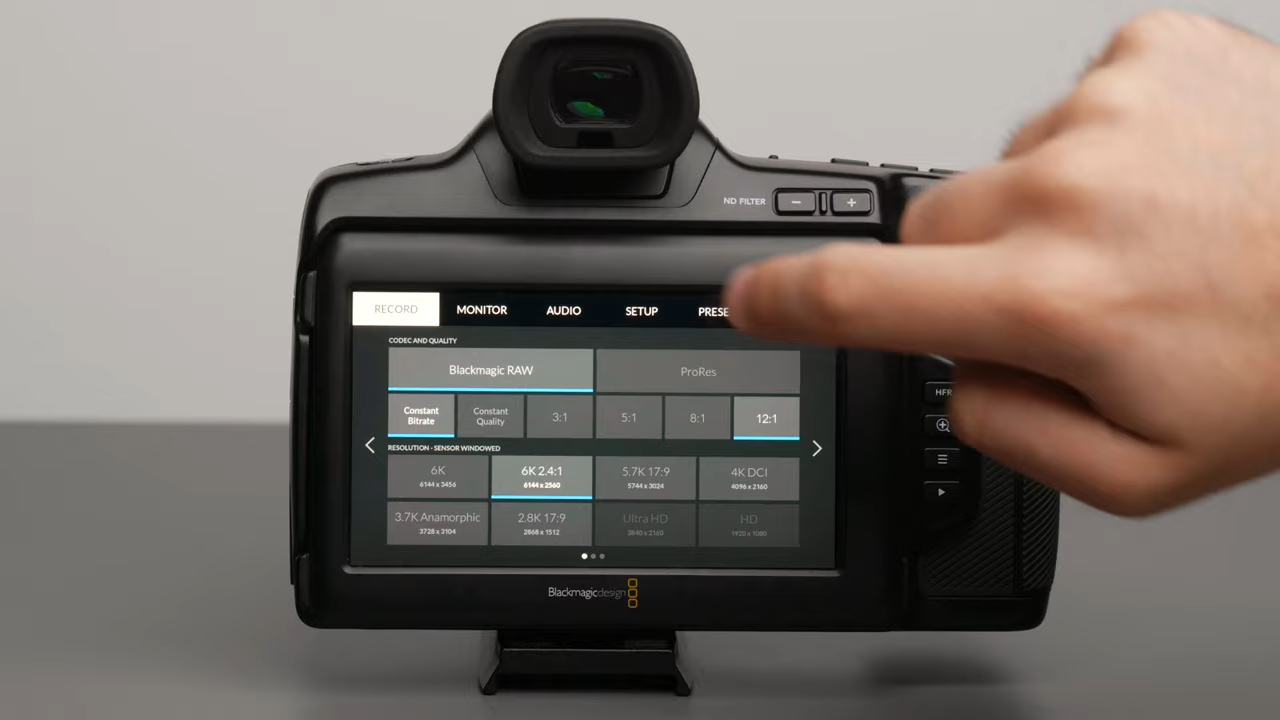 ND FILTER − +
RECORD MONITOR AUDIO SETUP PRESE
CODEC AND QUALITY
Blackmagic RAW ProRes
Constant Bitrate Constant Quality 3:1 5:1 8:1 12:1
RESOLUTION - SENSOR WINDOWED
6K 6K 2.4:1 5.7K 17:9 4K DCI
6144 x 3456 6144 x 2560 5744 x 3024 4096 x 2160
3.7K Anamorphic 2.8K 17:9 Ultra HD HD
3728 x 3104 2868 x 1512 3840 x 2160 1920 x 1080
HFR
Blackmagicdesign